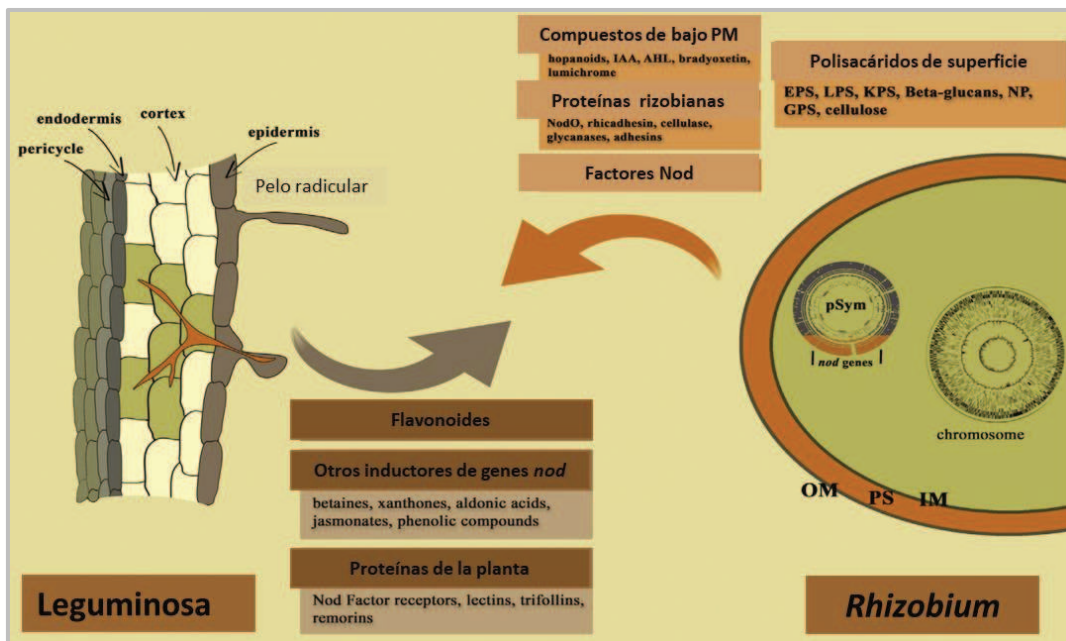 Compuestos de bajo PM
hopanoids, IAA, AHL, bradyoxetin,
lumichrome
Proteínas rizobianas
NodO, rhicadhesin, cellulase,
glycanases, adhesins
Factores Nod
Polisacáridos de superficie
EPS, LPS, KPS, Beta-glucans, NP,
GPS, cellulose
endodermis
cortex
pericycle
epidermis
Pelo radicular
pSym
nod genes
chromosome
OM PS IM
Flavonoides
Otros inductores de genes nod
betaines, xanthones, aldonic acids,
jasmonates, phenolic compounds
Proteínas de la planta
Nod Factor receptors, lectins, trifollins,
remorins
Leguminosa
Rhizobium